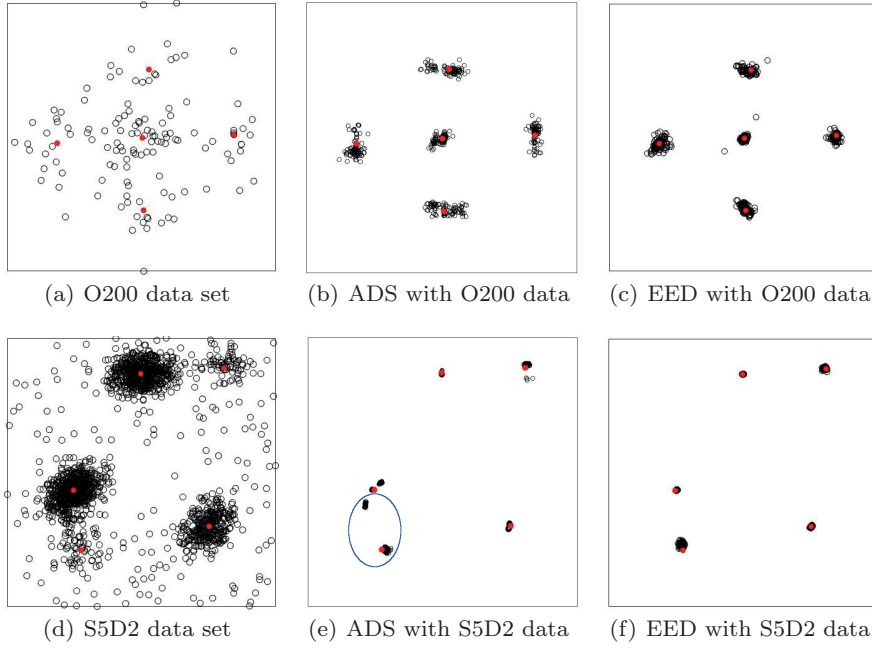 (a) O200 data set
(b) ADS with O200 data
(c) EED with O200 data
(d) S5D2 data set
(e) ADS with S5D2 data
(f) EED with S5D2 data